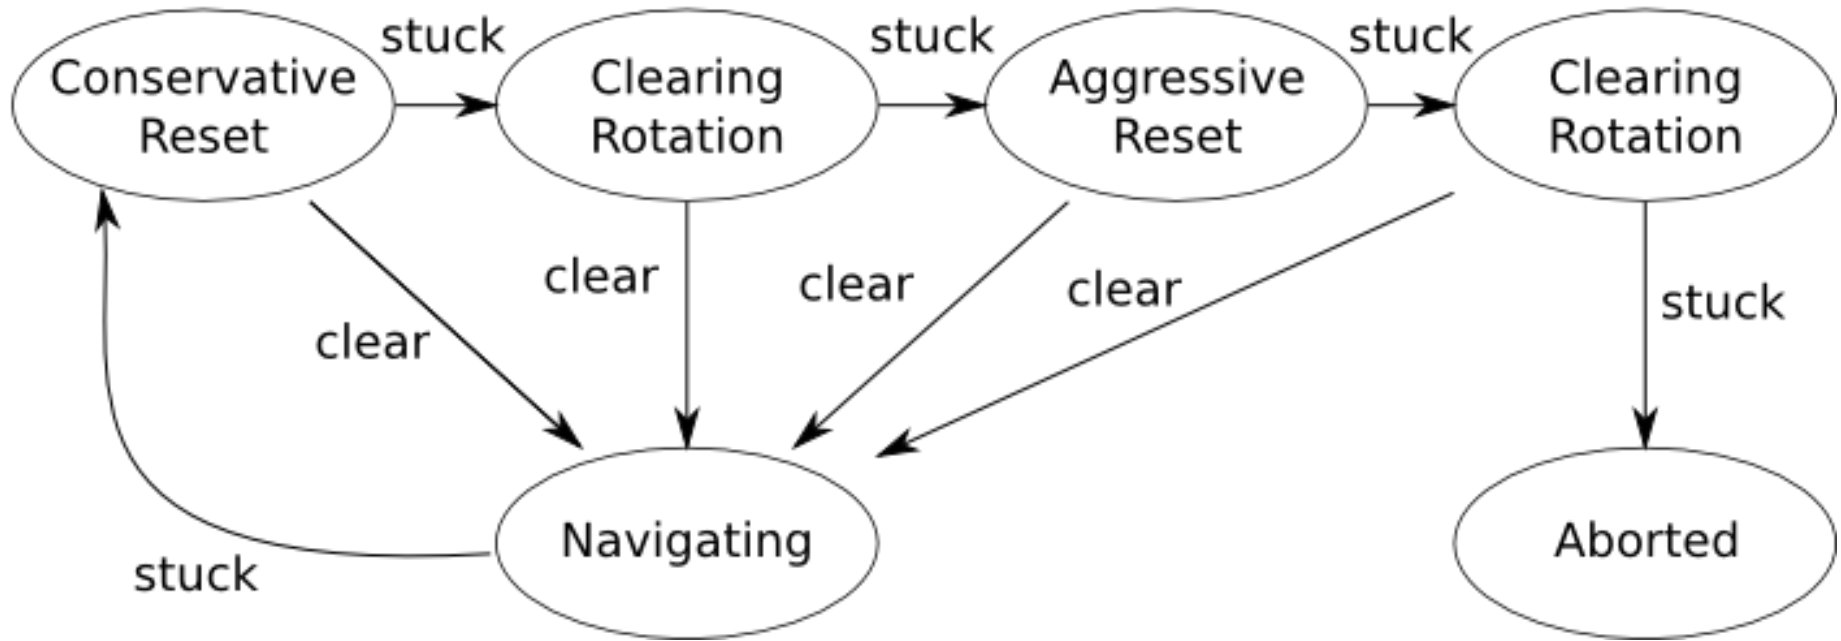 stuck
stuck
stuck
Conservative
Reset
Clearing
Rotation
Aggressive
Reset
Clearing
Rotation
clear
clear
clear
clear
stuck
Navigating
Aborted
stuck